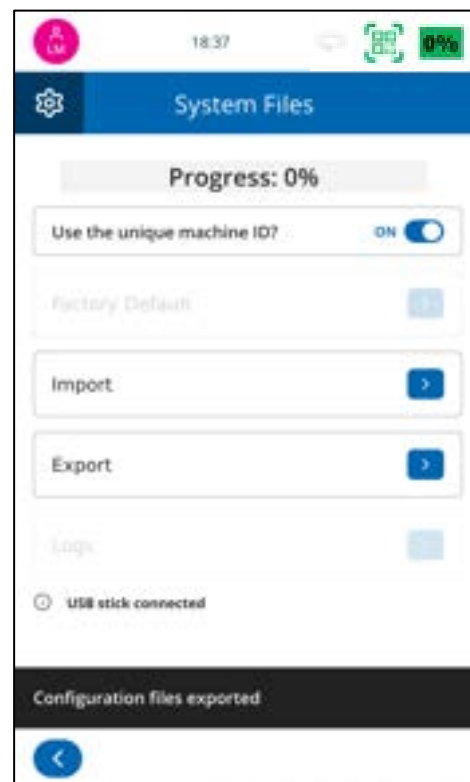 LM
18:37
0%
System Files
Progress: 0%
Use the unique machine ID?
ON
Factory Default
Import
Export
Logs
USB stick connected
Configuration files exported